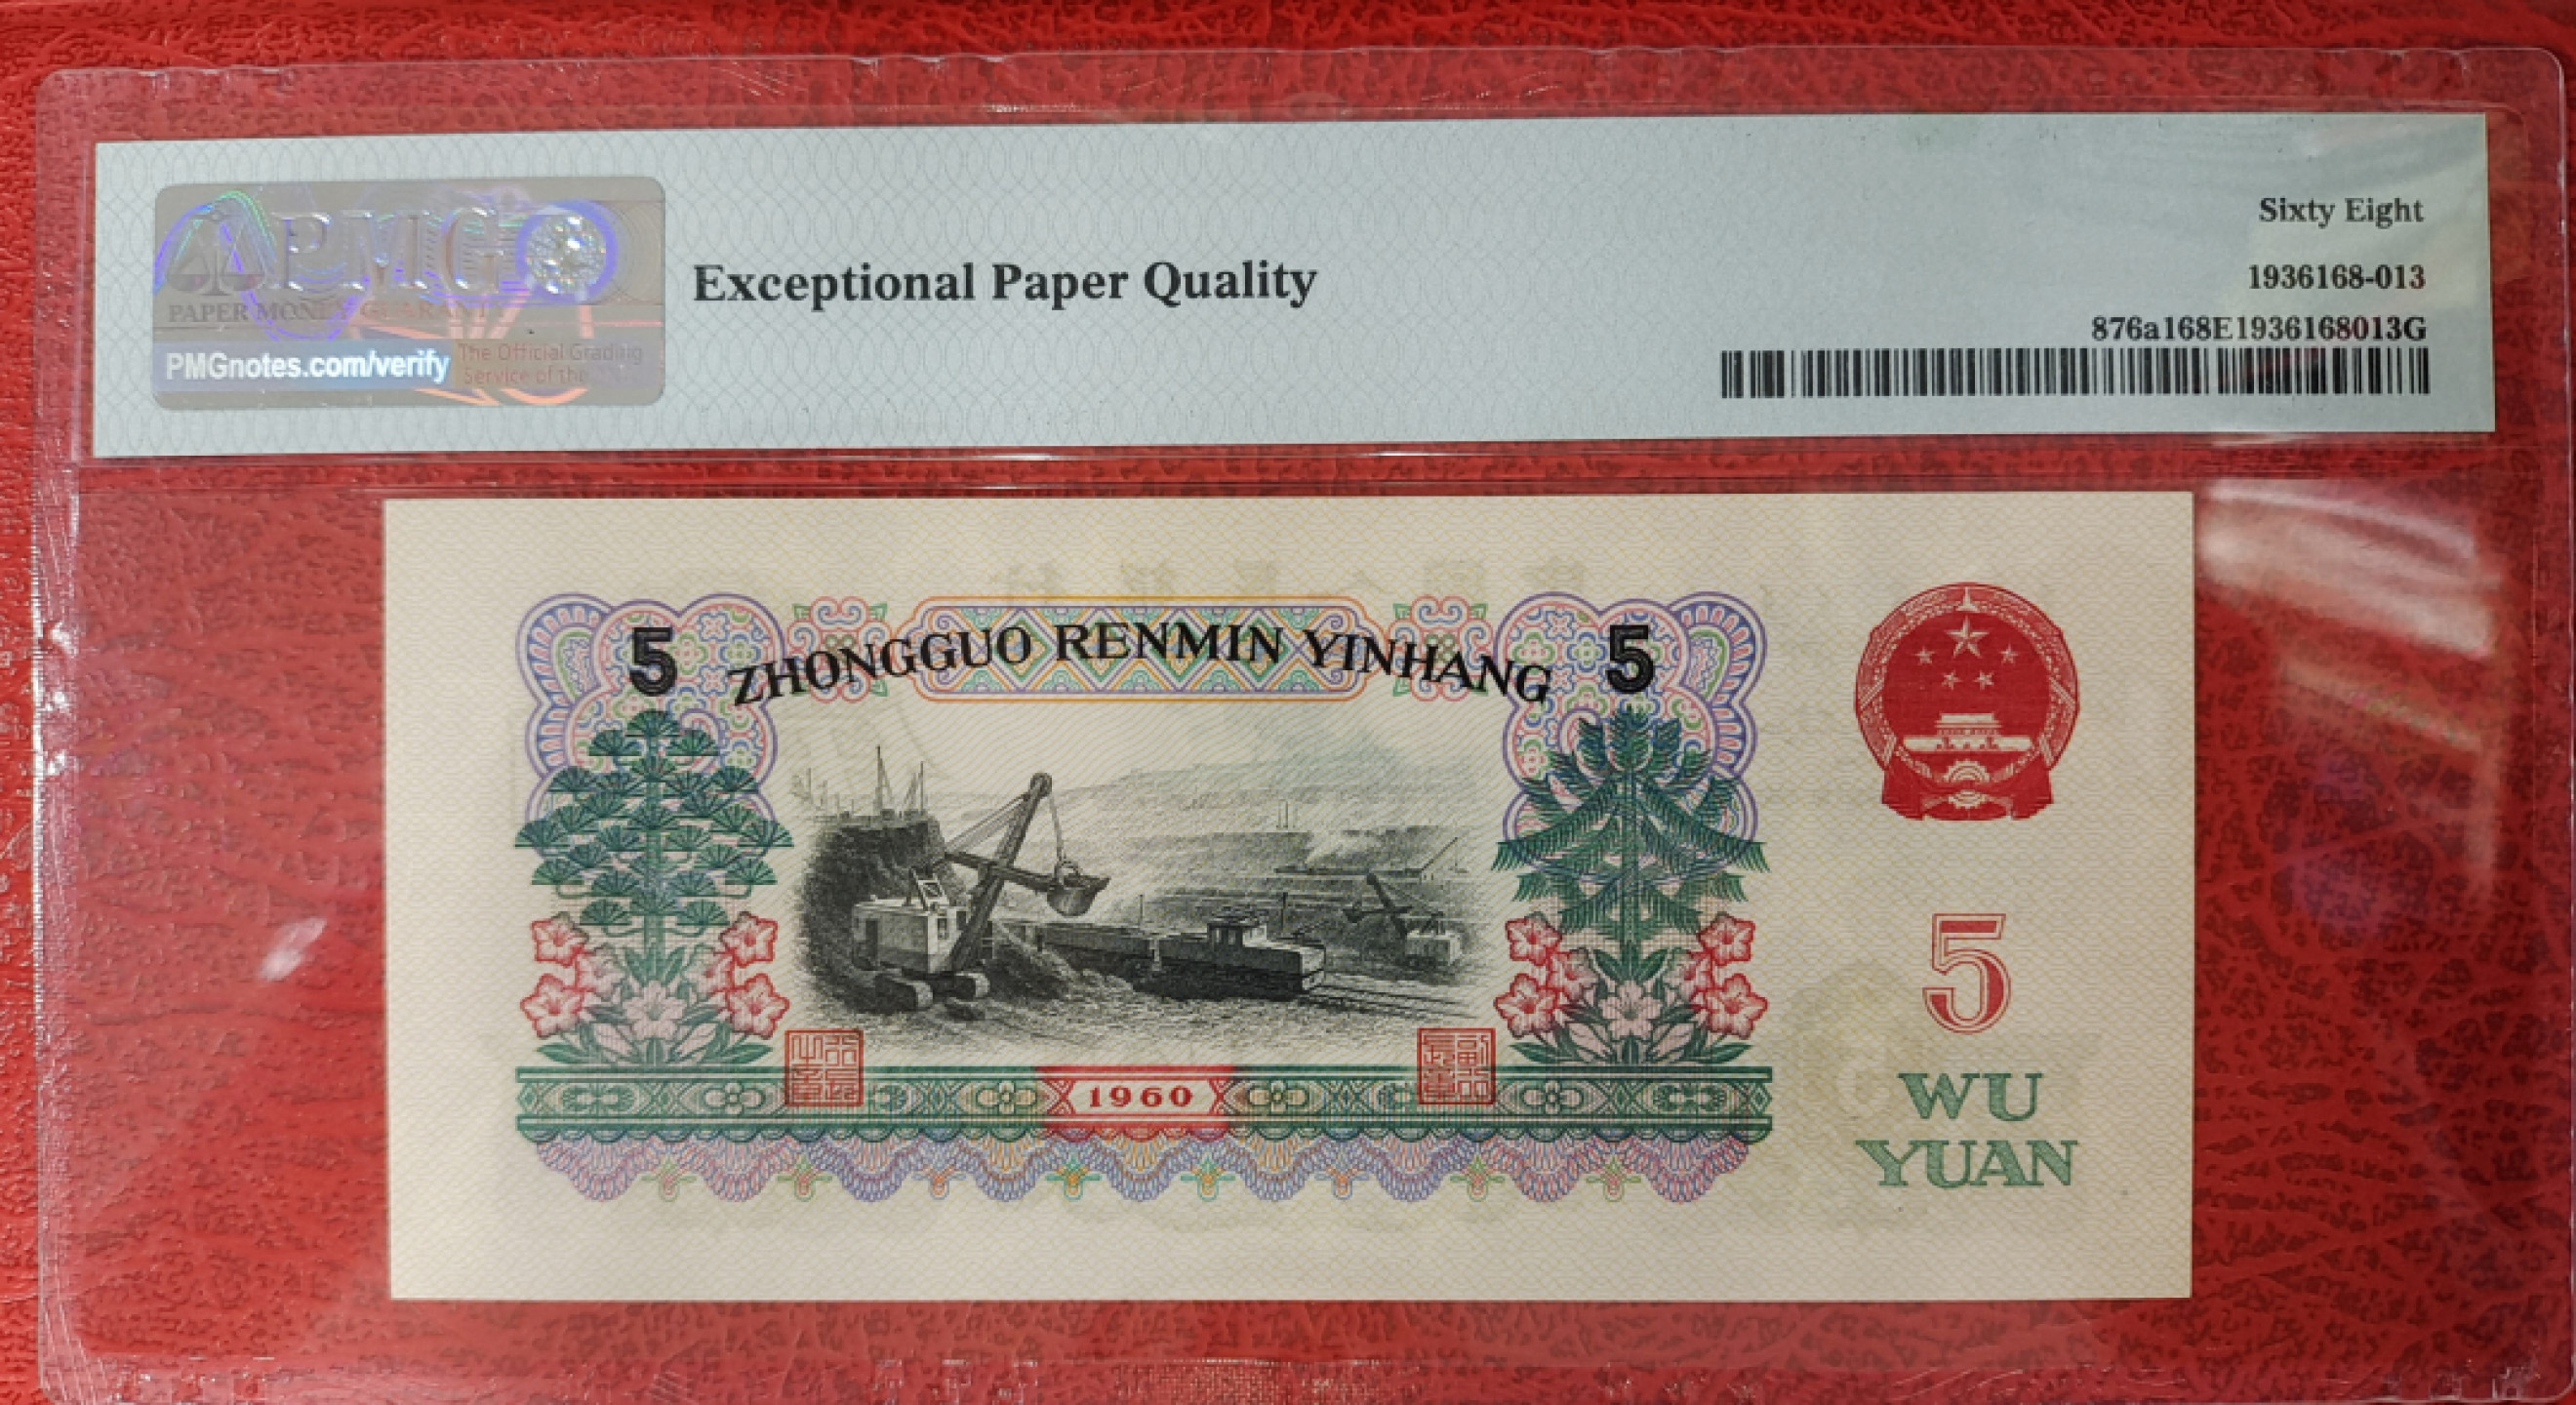 PMG
PAPER MONEY GUARANTY
PMGnotes.com/verify
The Official Grading
Service of the
Exceptional Paper Quality
Sixty Eight
1936168-013
876a168E1936168013G
5 ZHONGGUO RENMIN YINHANG 5
1960
5
WU
YUAN